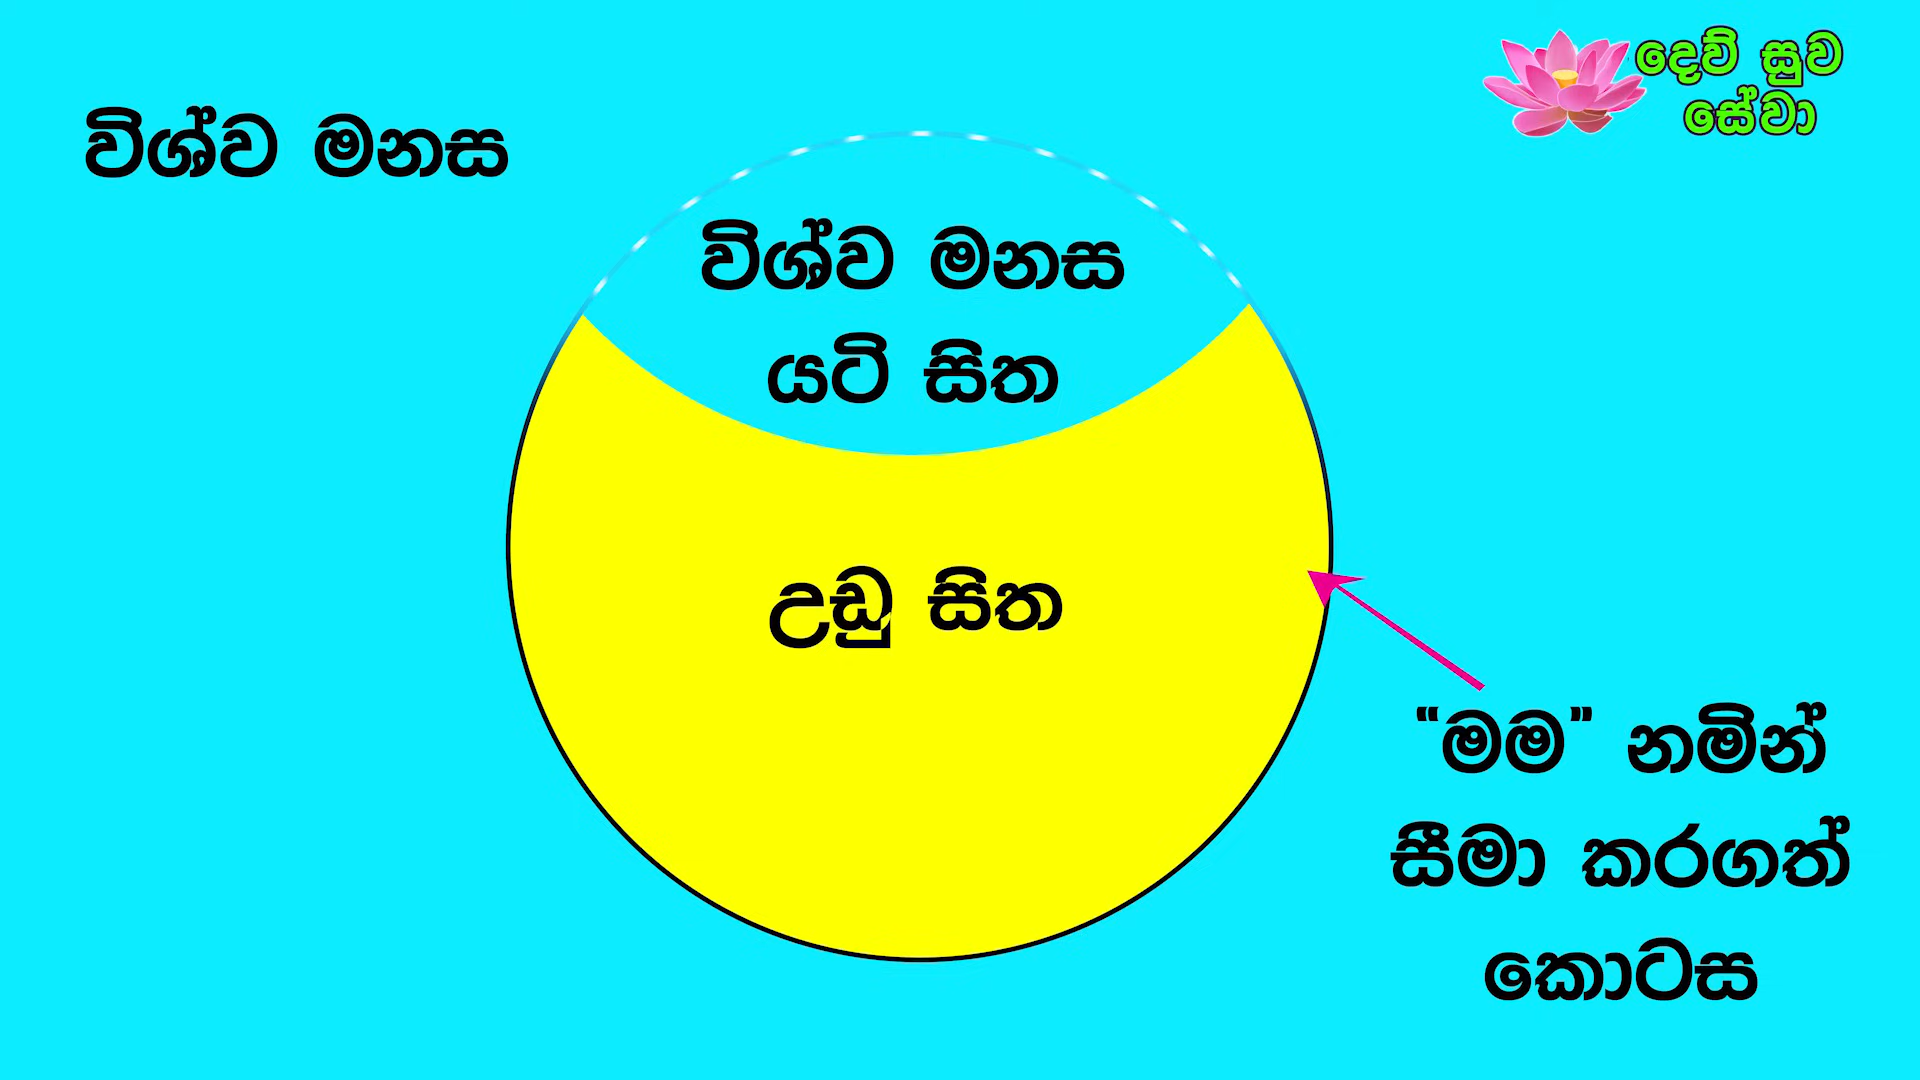 දෙව් සුව
සේවා
විශ්ව මනස
විශ්ව මනස
යටි සිත
උඩු සිත
“මම” නමින්
සීමා කරගත්
කොටස